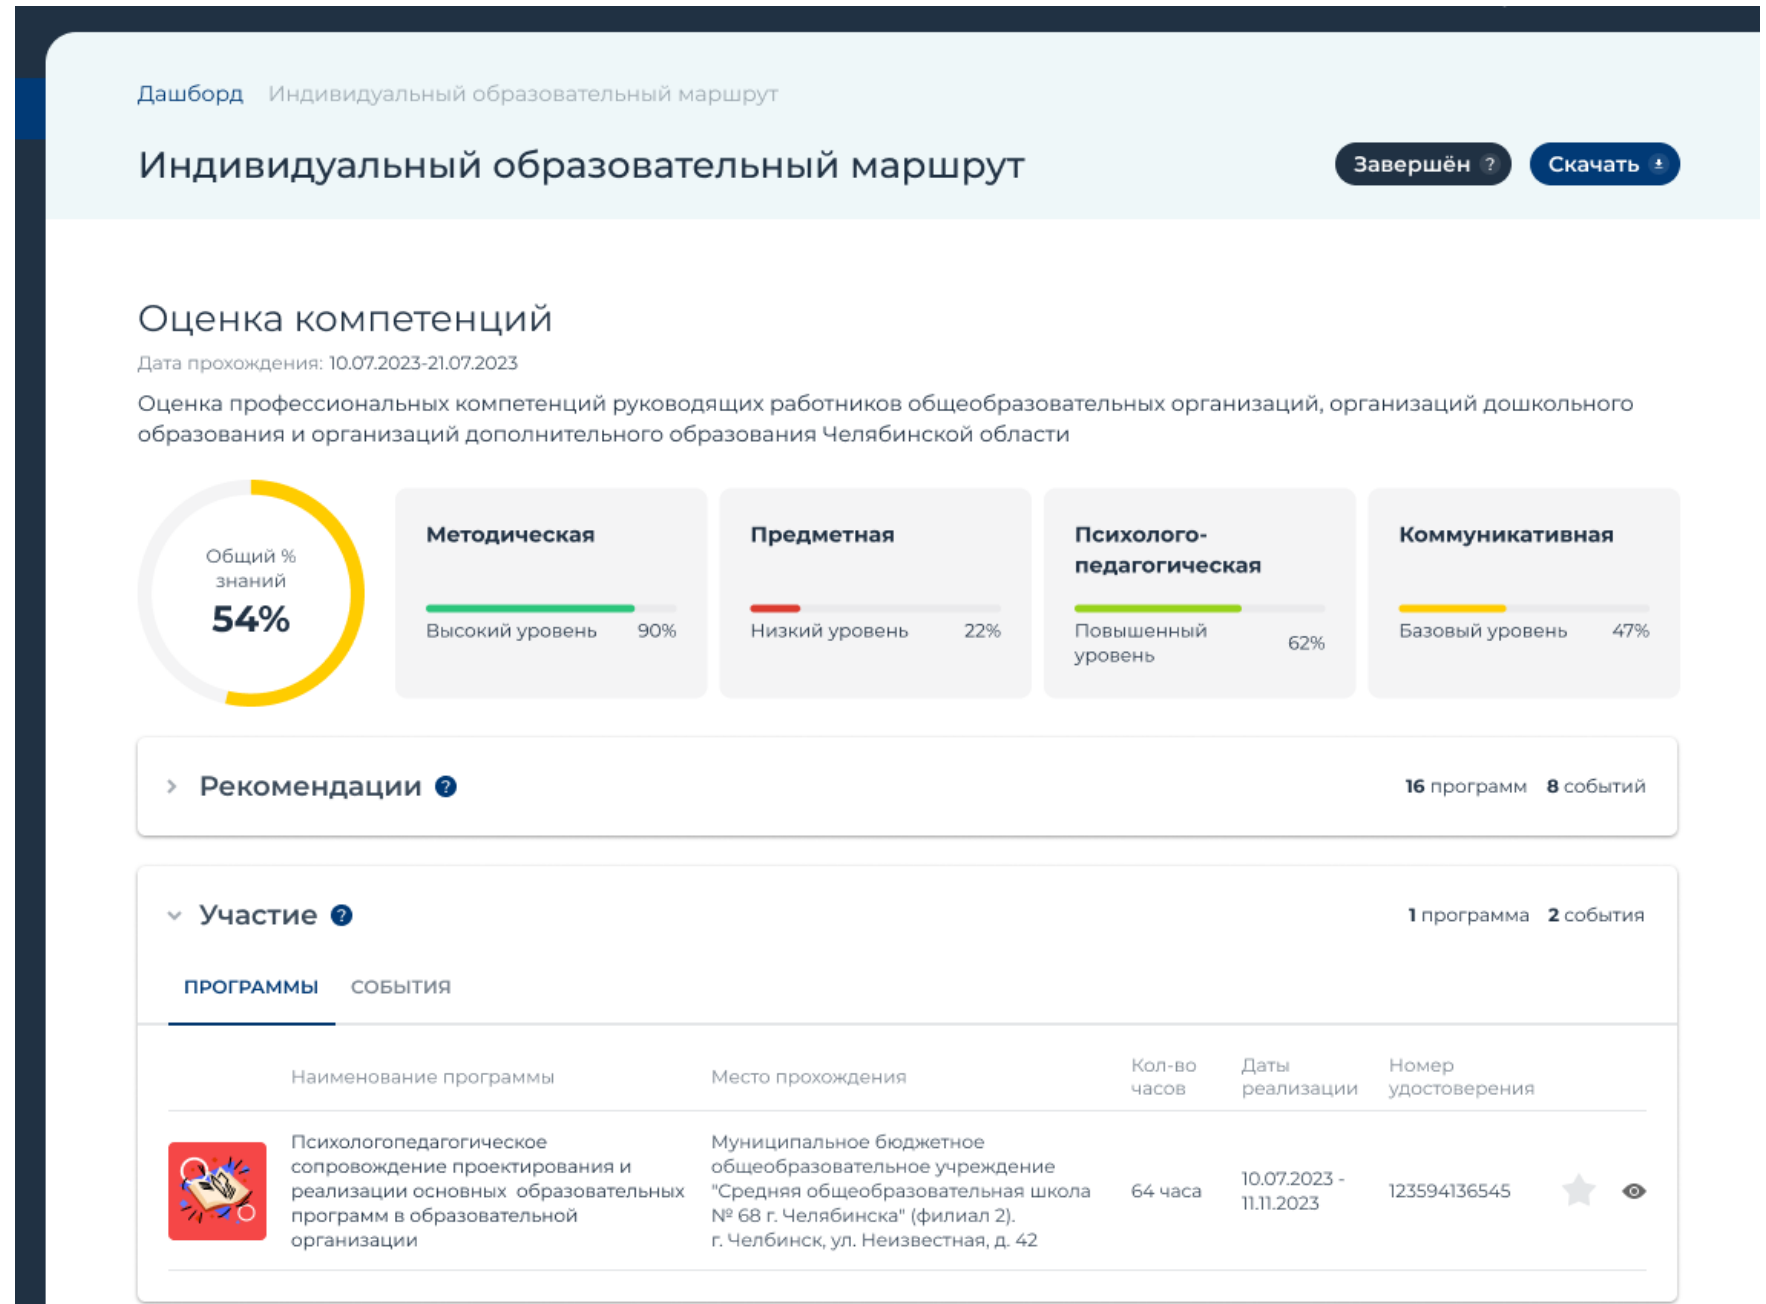 Дашборд Индивидуальный образовательный маршрут
Индивидуальный образовательный маршрут
Завершён ?
Скачать
Оценка компетенций
Дата прохождения: 10.07.2023-21.07.2023
Оценка профессиональных компетенций руководящих работников общеобразовательных организаций, организаций дошкольного
образования и организаций дополнительного образования Челябинской области
Общий %
знаний
54%
Методическая
Высокий уровень 90%
Предметная
Низкий уровень 22%
Психолого-
педагогическая
Повышенный
уровень
62%
Коммуникативная
Базовый уровень 47%
Рекомендации ?
16 программ 8 событий
Участие ?
1 программа 2 события
ПРОГРАММЫ СОБЫТИЯ
Наименование программы
Место прохождения
Кол-во
часов
Даты
реализации
Номер
удостоверения
Психологопедагогическое
сопровождение проектирования и
реализации основных образовательных
программ в образовательной
организации
Муниципальное бюджетное
общеобразовательное учреждение
"Средняя общеобразовательная школа
№ 68 г. Челябинска" (филиал 2).
г. Челбинск, ул. Неизвестная, д. 42
64 часа
10.07.2023 -
11.11.2023
123594136545